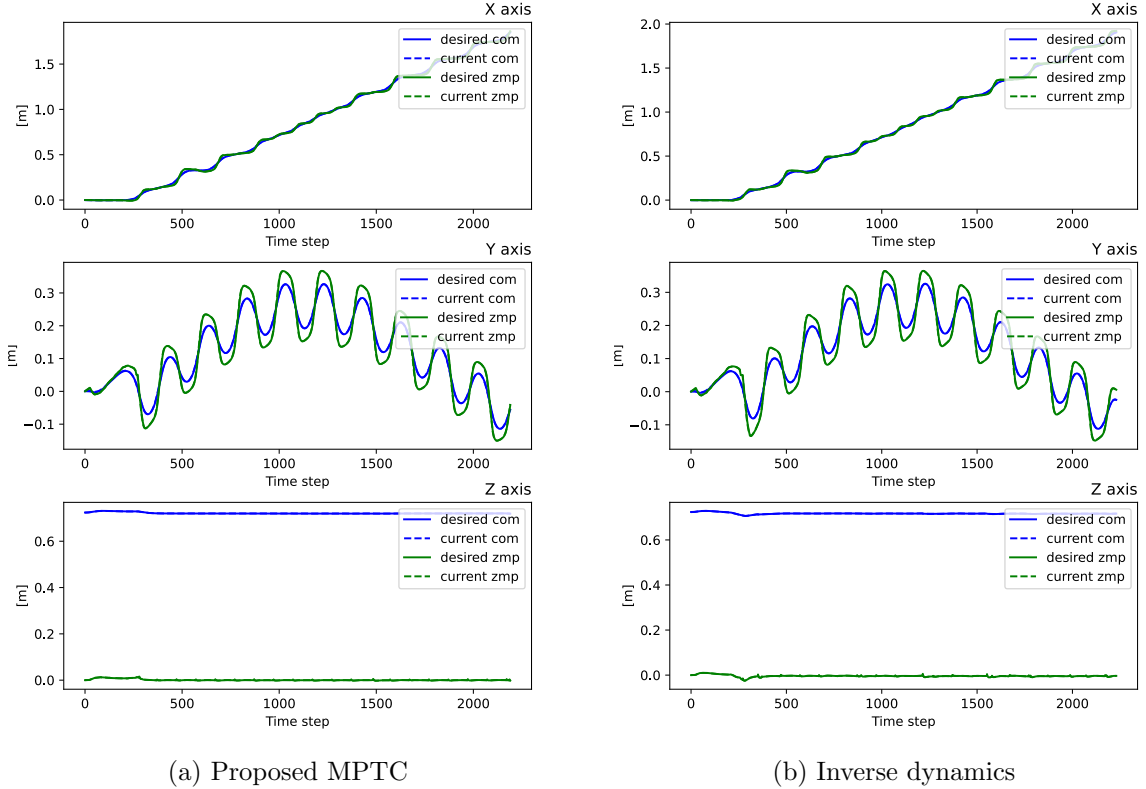 X axis
desired com
current com
desired zmp
current zmp
1.5
1.0
0.5
0.0
[m]
0
500
1000
1500
2000
Time step
Y axis
desired com
current com
desired zmp
current zmp
0.3
0.2
0.1
0.0
−0.1
[m]
0
500
1000
1500
2000
Time step
Z axis
desired com
current com
desired zmp
current zmp
0.6
0.4
0.2
0.0
[m]
0
500
1000
1500
2000
Time step
(a) Proposed MPTC
X axis
desired com
current com
desired zmp
current zmp
2.0
1.5
1.0
0.5
0.0
[m]
0
500
1000
1500
2000
Time step
Y axis
desired com
current com
desired zmp
current zmp
0.3
0.2
0.1
0.0
−0.1
[m]
0
500
1000
1500
2000
Time step
Z axis
desired com
current com
desired zmp
current zmp
0.6
0.4
0.2
0.0
[m]
0
500
1000
1500
2000
Time step
(b) Inverse dynamics